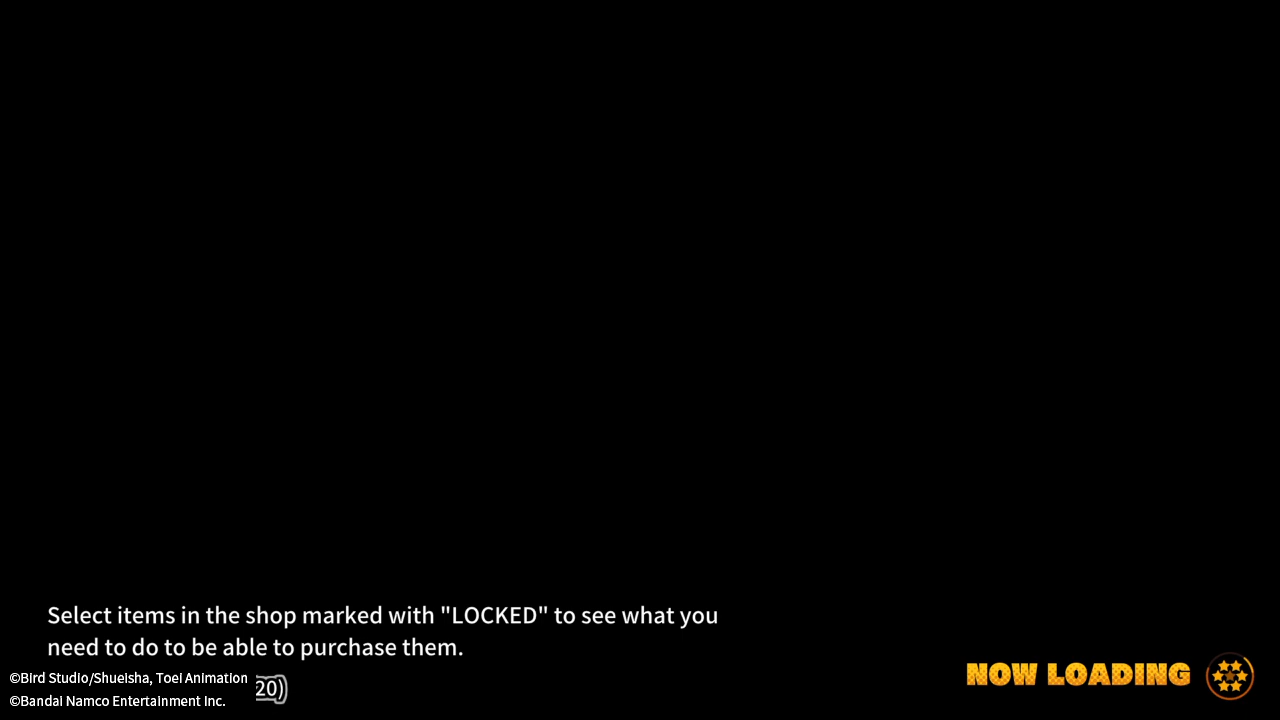 Select items in the shop marked with "LOCKED" to see what you
need to do to be able to purchase them.
©Bird Studio/Shueisha, Toei Animation
©Bandai Namco Entertainment Inc.
20)
NOW LOADING